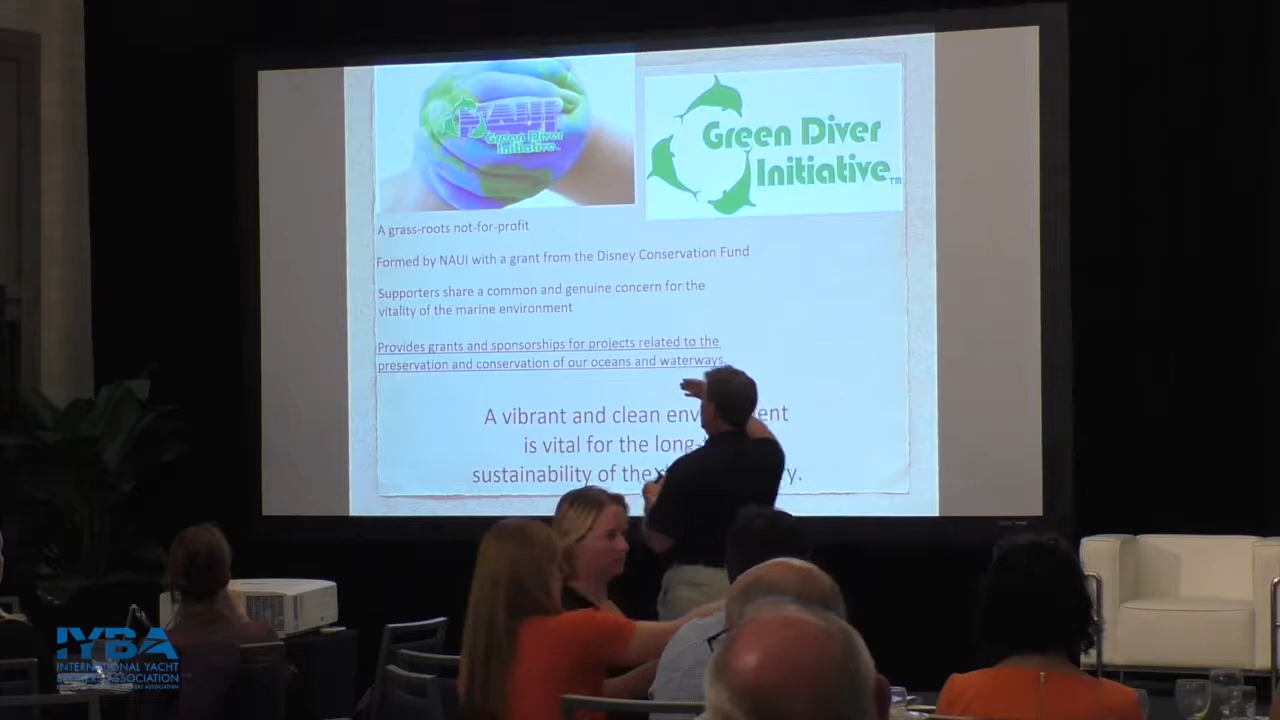 NAUI
Green Diver
Initiative
Green Diver
Initiative TM
A grass-roots not-for-profit
Formed by NAUI with a grant from the Disney Conservation Fund
Supporters share a common and genuine concern for the
vitality of the marine environment
Provides grants and sponsorships for projects related to the
preservation and conservation of our oceans and waterways.
A vibrant and clean
is vital for the
sustainability of the
IYBA
INTERNATIONAL YACHT
BROKERS ASSOCIATION